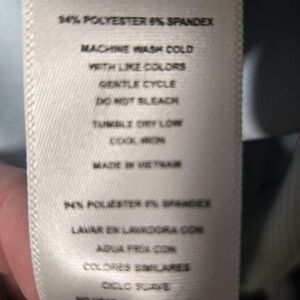 94% POLYESTER 6% SPANDEX
MACHINE WASH COLD
WITH LIKE COLORS
GENTLE CYCLE
DO NOT BLEACH
TUMBLE DRY LOW
COOL IRON
MADE IN VIETNAM
94% POLIÉSTER 6% SPANDEX
LAVAR EN LAVADORA CON
AGUA FRIA CON
COLORES SIMILARES
CICLO SUAVE